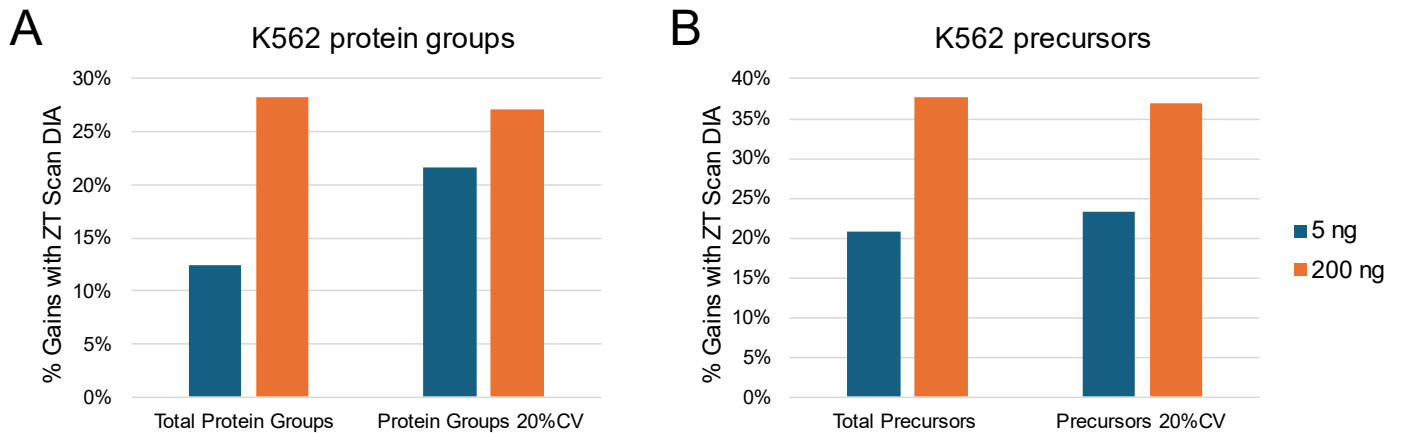 A
K562 protein groups
% Gains with ZT Scan DIA
30%
25%
20%
15%
10%
5%
0%
Total Protein Groups
Protein Groups 20%CV
B
K562 precursors
% Gains with ZT Scan DIA
40%
35%
30%
25%
20%
15%
10%
5%
0%
Total Precursors
Precursors 20%CV
5 ng
200 ng